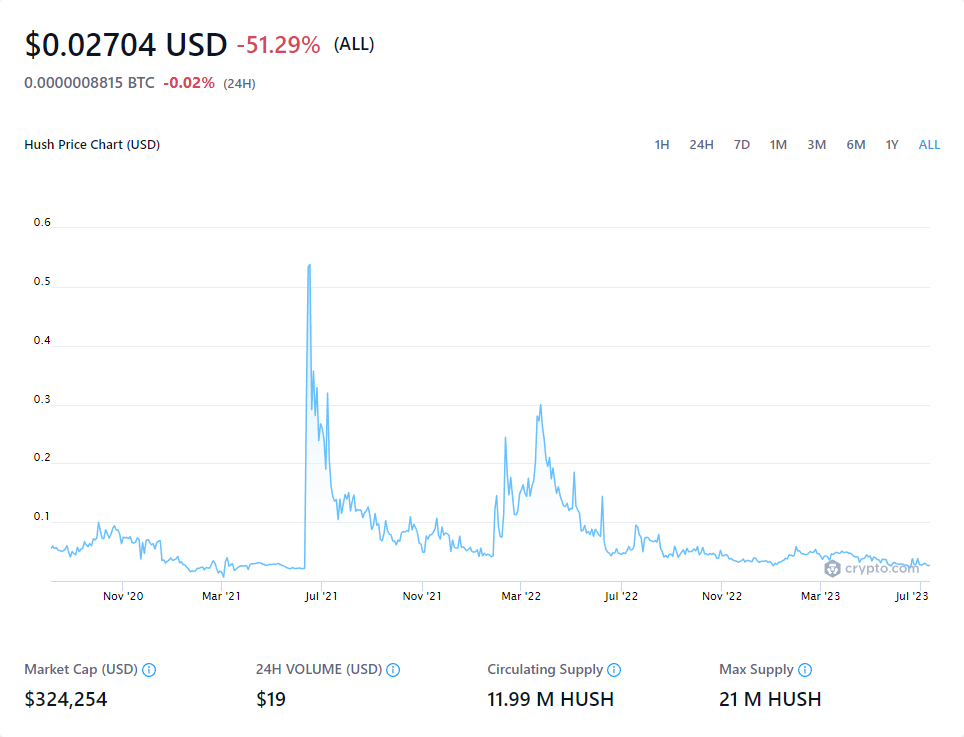 $0.02704 USD -51.29% (ALL)
0.0000008815 BTC -0.02% (24H)
Hush Price Chart (USD) 1H 24H 7D 1M 3M 6M 1Y ALL
0.6
0.5
0.4
0.3
0.2
0.1
crypto.com
Nov '20 Mar '21 Jul '21 Nov '21 Mar '22 Jul '22 Nov '22 Mar '23 Jul '23
Market Cap (USD) 24H VOLUME (USD) Circulating Supply Max Supply
$324,254 $19 11.99 M HUSH 21 M HUSH